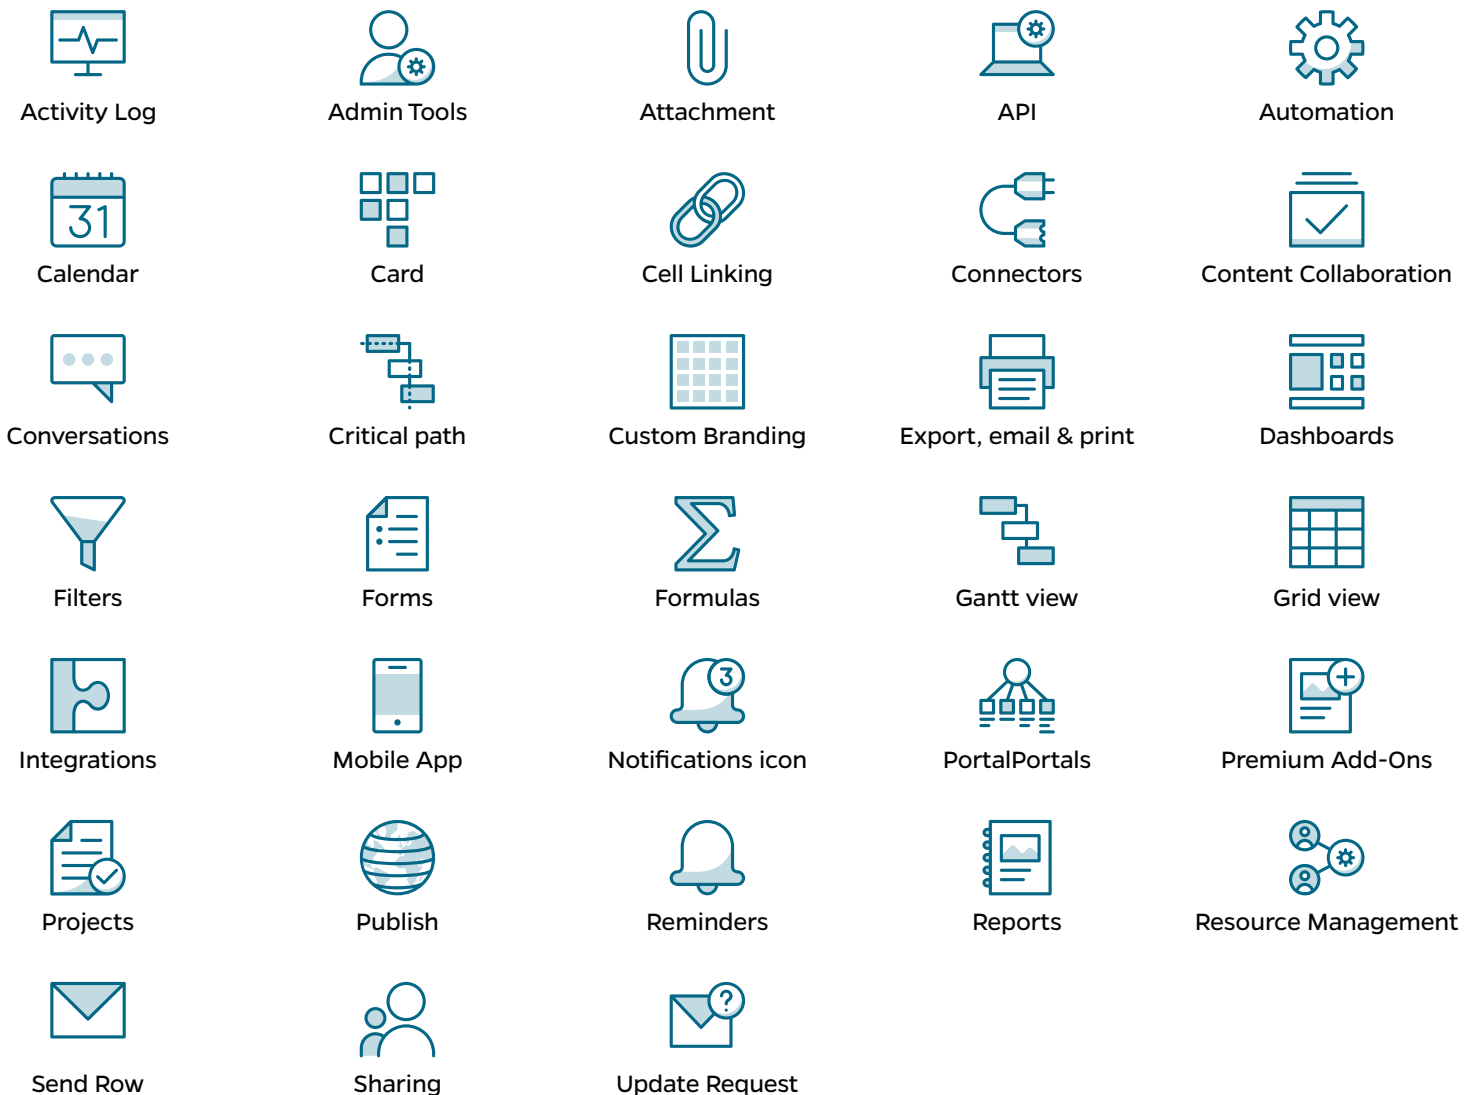 Activity Log
Admin Tools
Attachment
API
Automation
31
Calendar
Card
Cell Linking
Connectors
Content Collaboration
Conversations
Critical path
Custom Branding
Export, email & print
Dashboards
Filters
Σ
Forms
Formulas
Gantt view
Grid view
3
Integrations
Mobile App
Notifications icon
PortalPortals
Premium Add-Ons
Projects
Publish
Reminders
Reports
Resource Management
?
Send Row
Sharing
Update Request